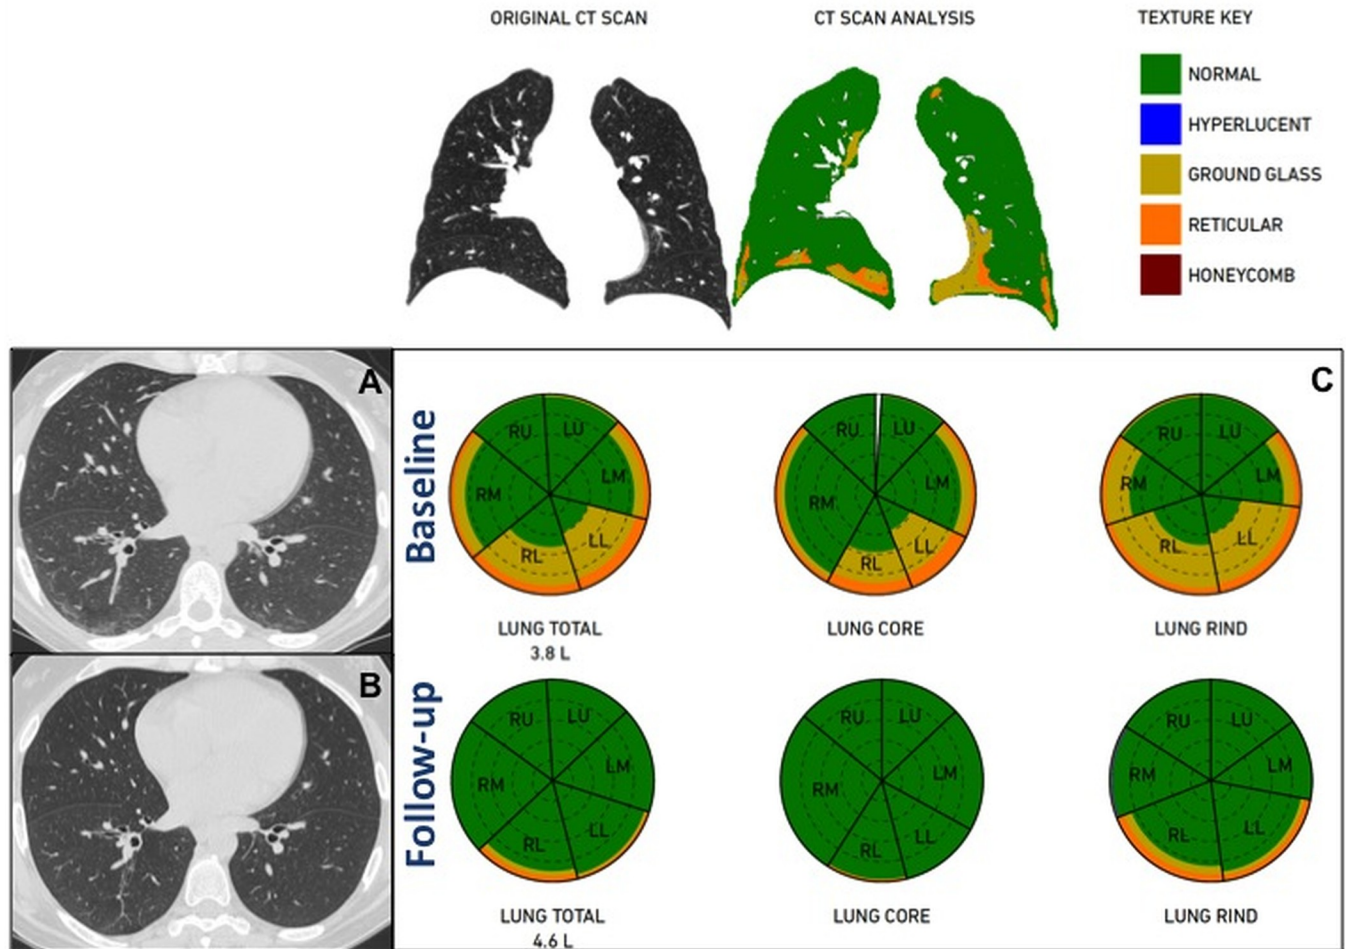 ORIGINAL CT SCAN
CT SCAN ANALYSIS
TEXTURE KEY
NORMAL
HYPERLUCENT
GROUND GLASS
RETICULAR
HONEYCOMB
A
B
C
Baseline
RU LU
LM
RM
RL LL
LUNG TOTAL
3.8 L
RU LU
LM
RM
RL LL
LUNG CORE
RU LU
LM
RM
RL LL
LUNG RIND
Follow-up
RU LU
LM
RM
RL LL
LUNG TOTAL
4.6 L
RU LU
LM
RM
RL LL
LUNG CORE
RU LU
LM
RM
RL LL
LUNG RIND